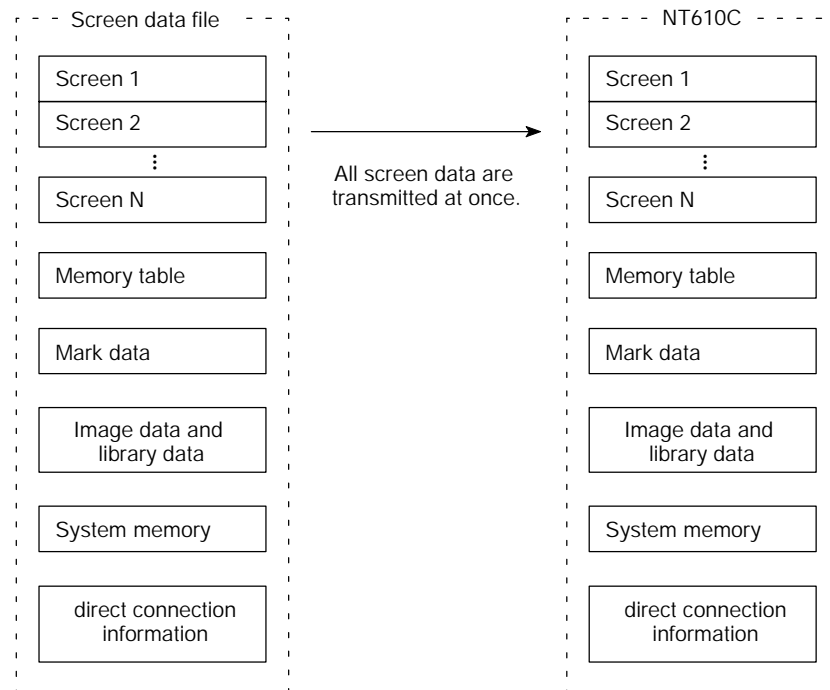 Screen data file
Screen 1
Screen 2
Screen N
Memory table
Mark data
Image data and
library data
System memory
direct connection
information
All screen data are
transmitted at once.
NT610C
Screen 1
Screen 2
Screen N
Memory table
Mark data
Image data and
library data
System memory
direct connection
information